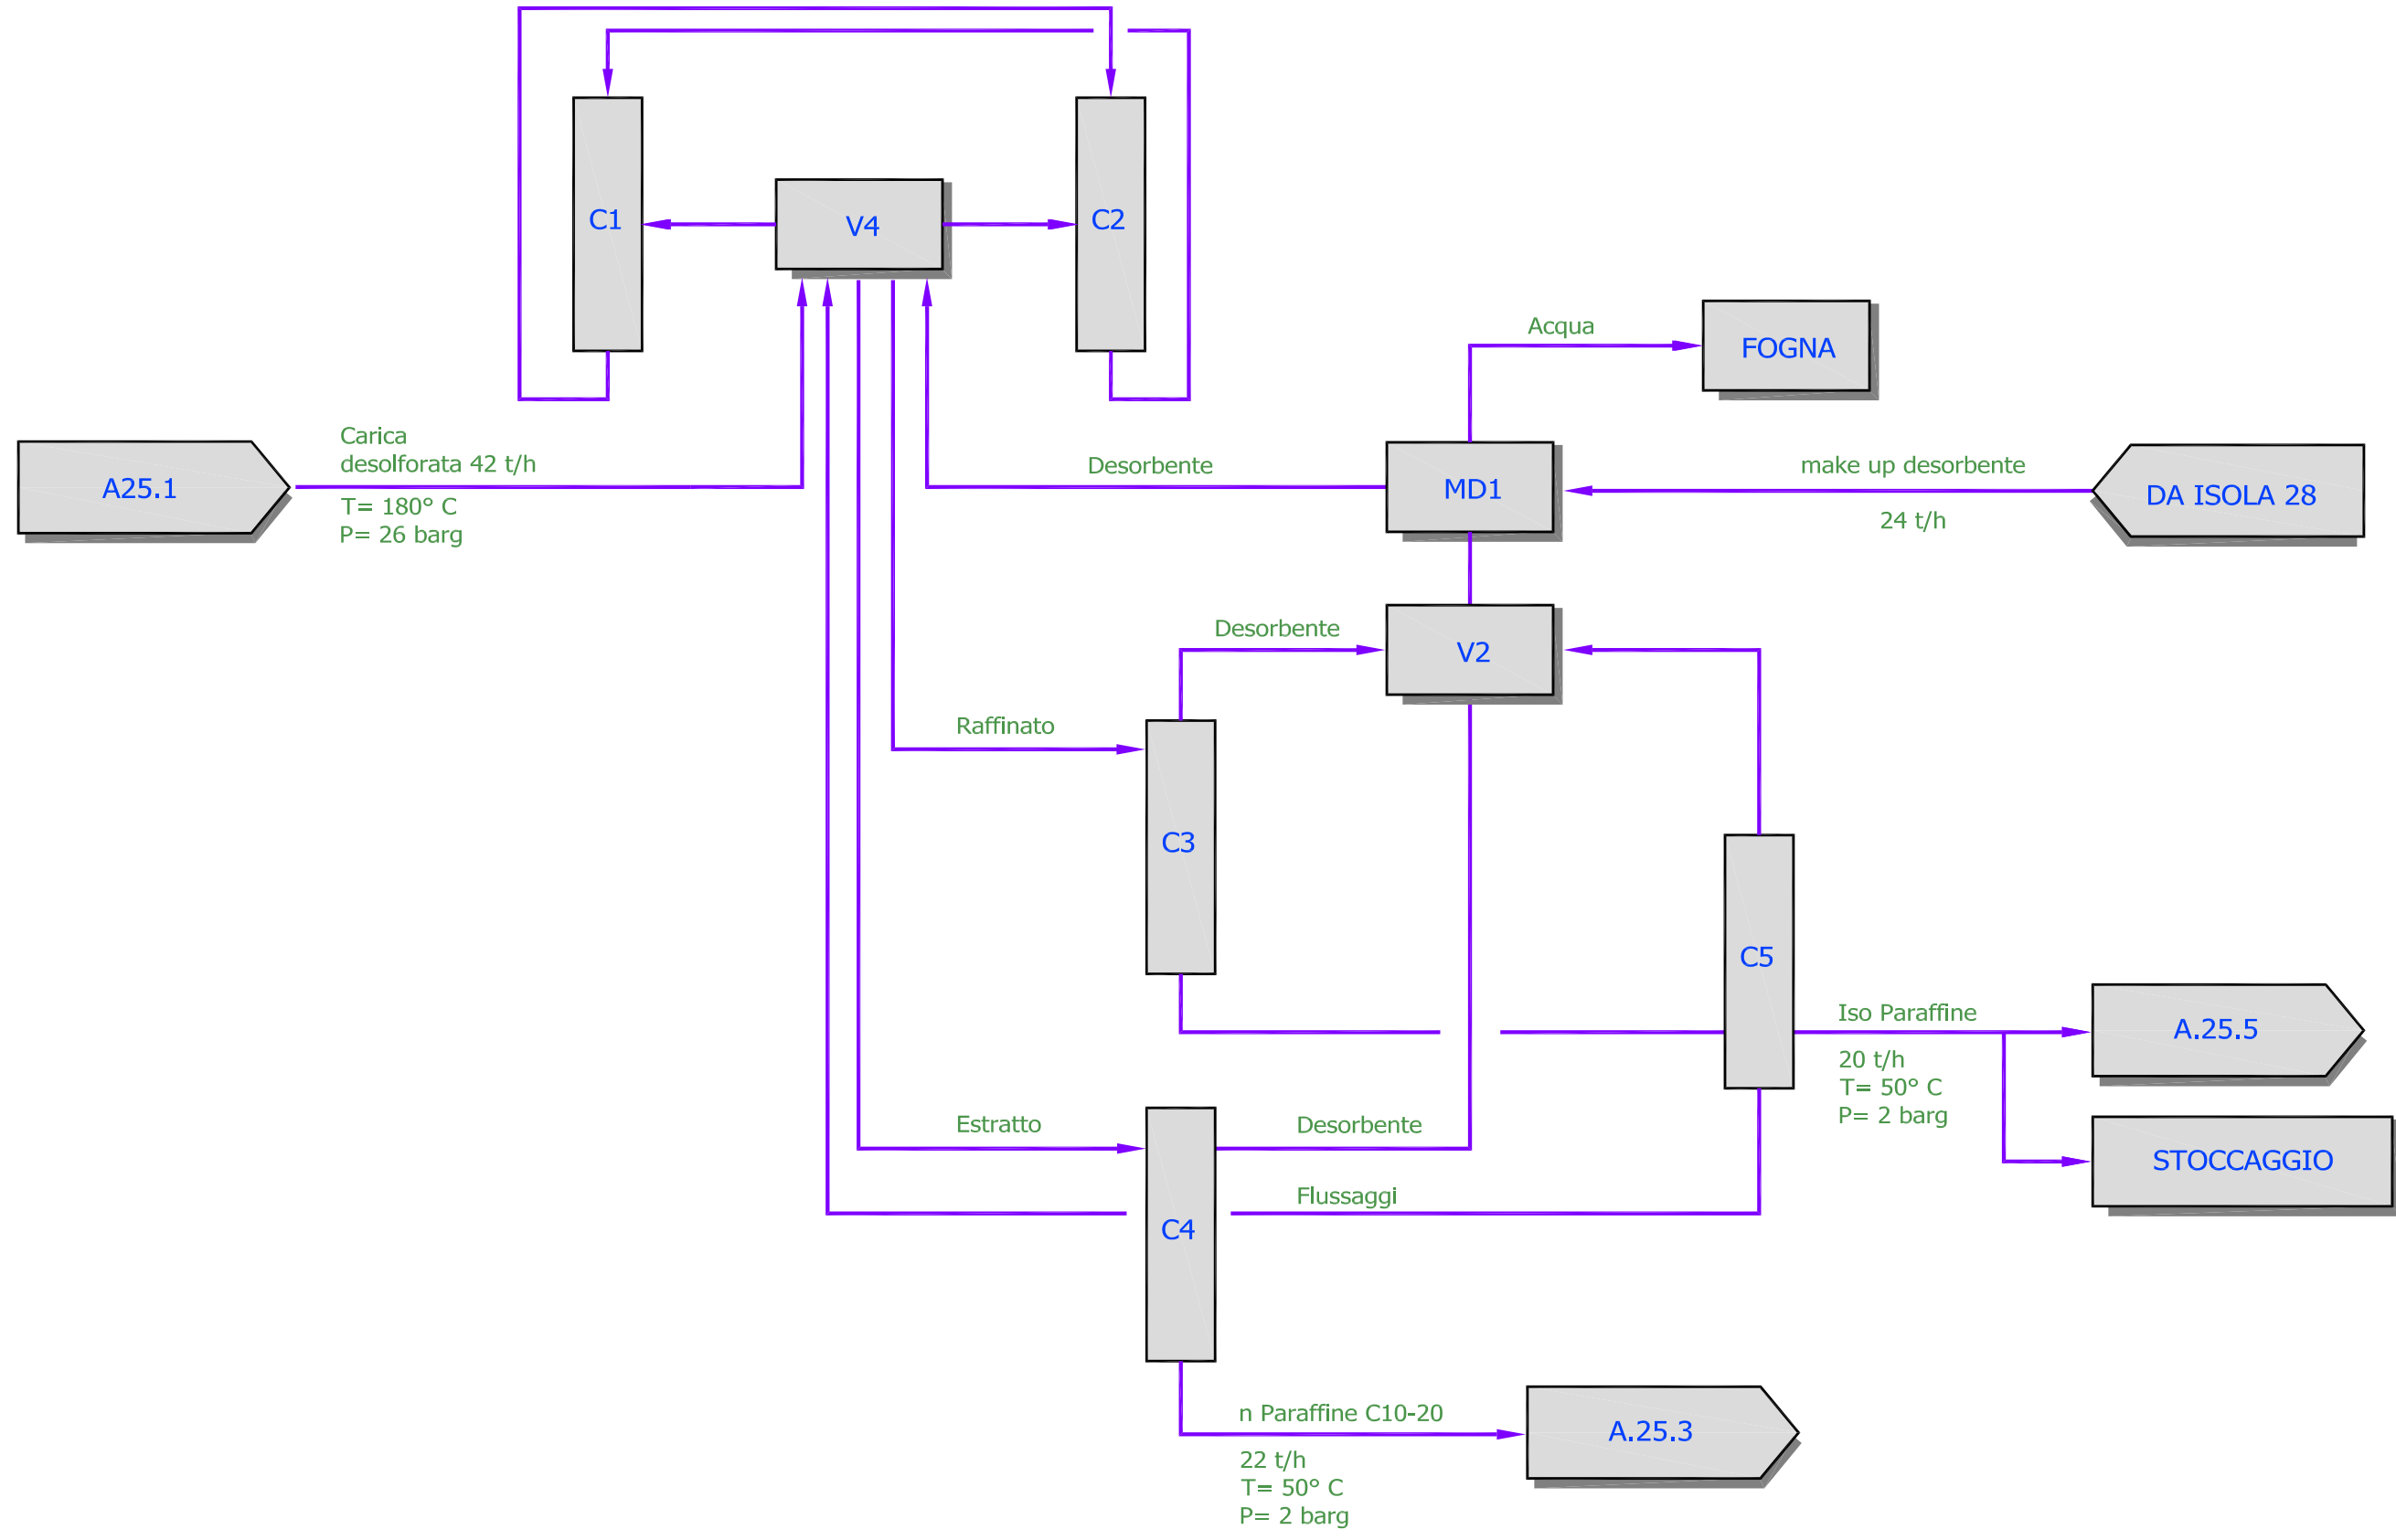 C1
V4
C2
Acqua
FOGNA
Carica
desolforata 42 t/h
A25.1
T= 180° C
P= 26 barg
Desorbente
MD1
make up desorbente
DA ISOLA 28
24 t/h
Desorbente
V2
Raffinato
C3
C5
Iso Paraffine
A.25.5
20 t/h
T= 50° C
P= 2 barg
Estratto
Desorbente
STOCCAGGIO
Flussaggi
C4
n Paraffine C10-20
A.25.3
22 t/h
T= 50° C
P= 2 barg